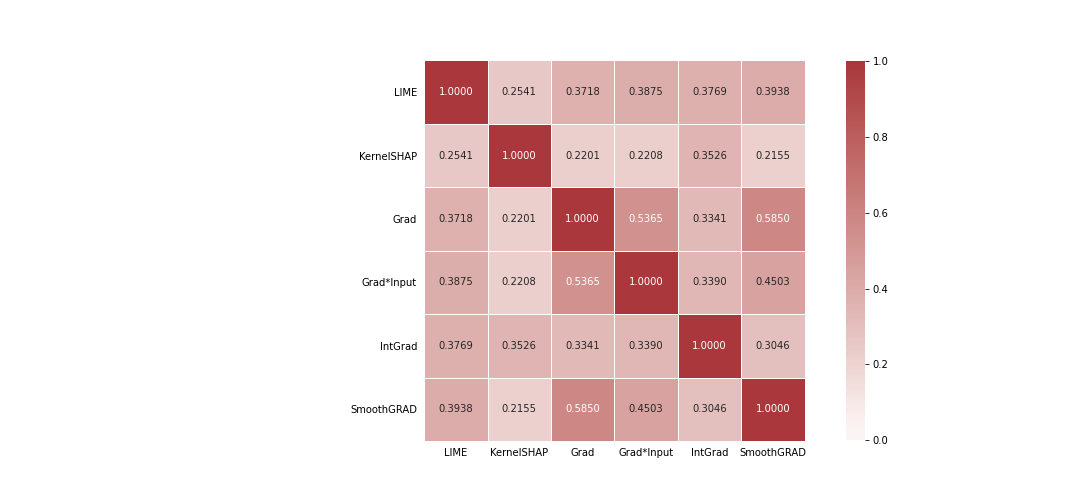 LIME 1.0000 0.2541 0.3718 0.3875 0.3769 0.3938
KernelSHAP 0.2541 1.0000 0.2201 0.2208 0.3526 0.2155
Grad 0.3718 0.2201 1.0000 0.5365 0.3341 0.5850
Grad*Input 0.3875 0.2208 0.5365 1.0000 0.3390 0.4503
IntGrad 0.3769 0.3526 0.3341 0.3390 1.0000 0.3046
SmoothGRAD 0.3938 0.2155 0.5850 0.4503 0.3046 1.0000
LIME KernelSHAP Grad Grad*Input IntGrad SmoothGRAD
1.0
0.8
0.6
0.4
0.2
0.0